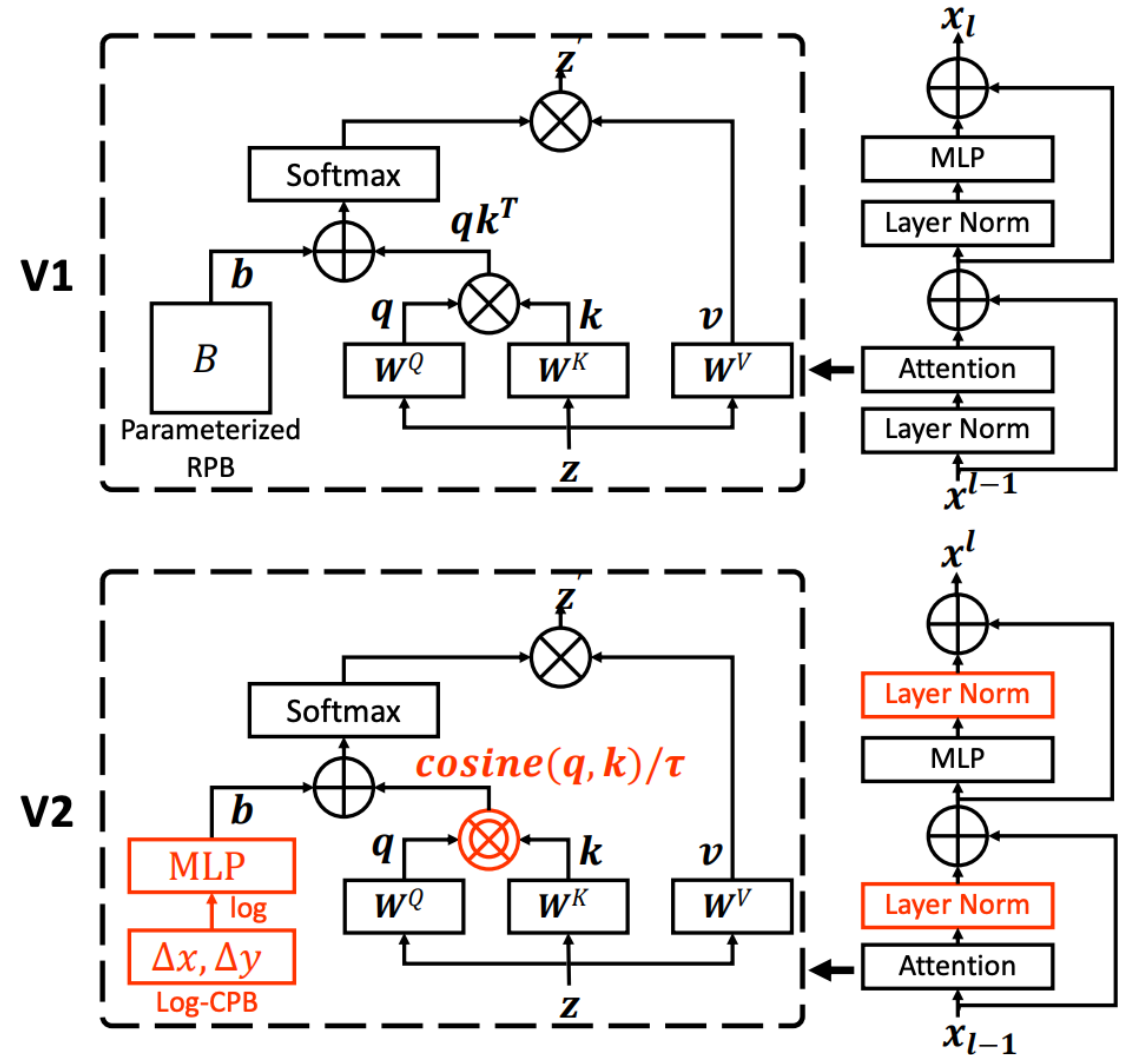 V1
z′
Softmax
qk^T
b
q
k
v
B
W^Q
W^K
W^V
Parameterized
RPB
z
x_l
MLP
Layer Norm
Attention
Layer Norm
x^{l−1}
V2
z′
Softmax
cosine(q, k)/τ
b
q
k
v
MLP
log
Δx, Δy
Log-CPB
W^Q
W^K
W^V
z
x^l
Layer Norm
MLP
Layer Norm
Attention
x_{l−1}